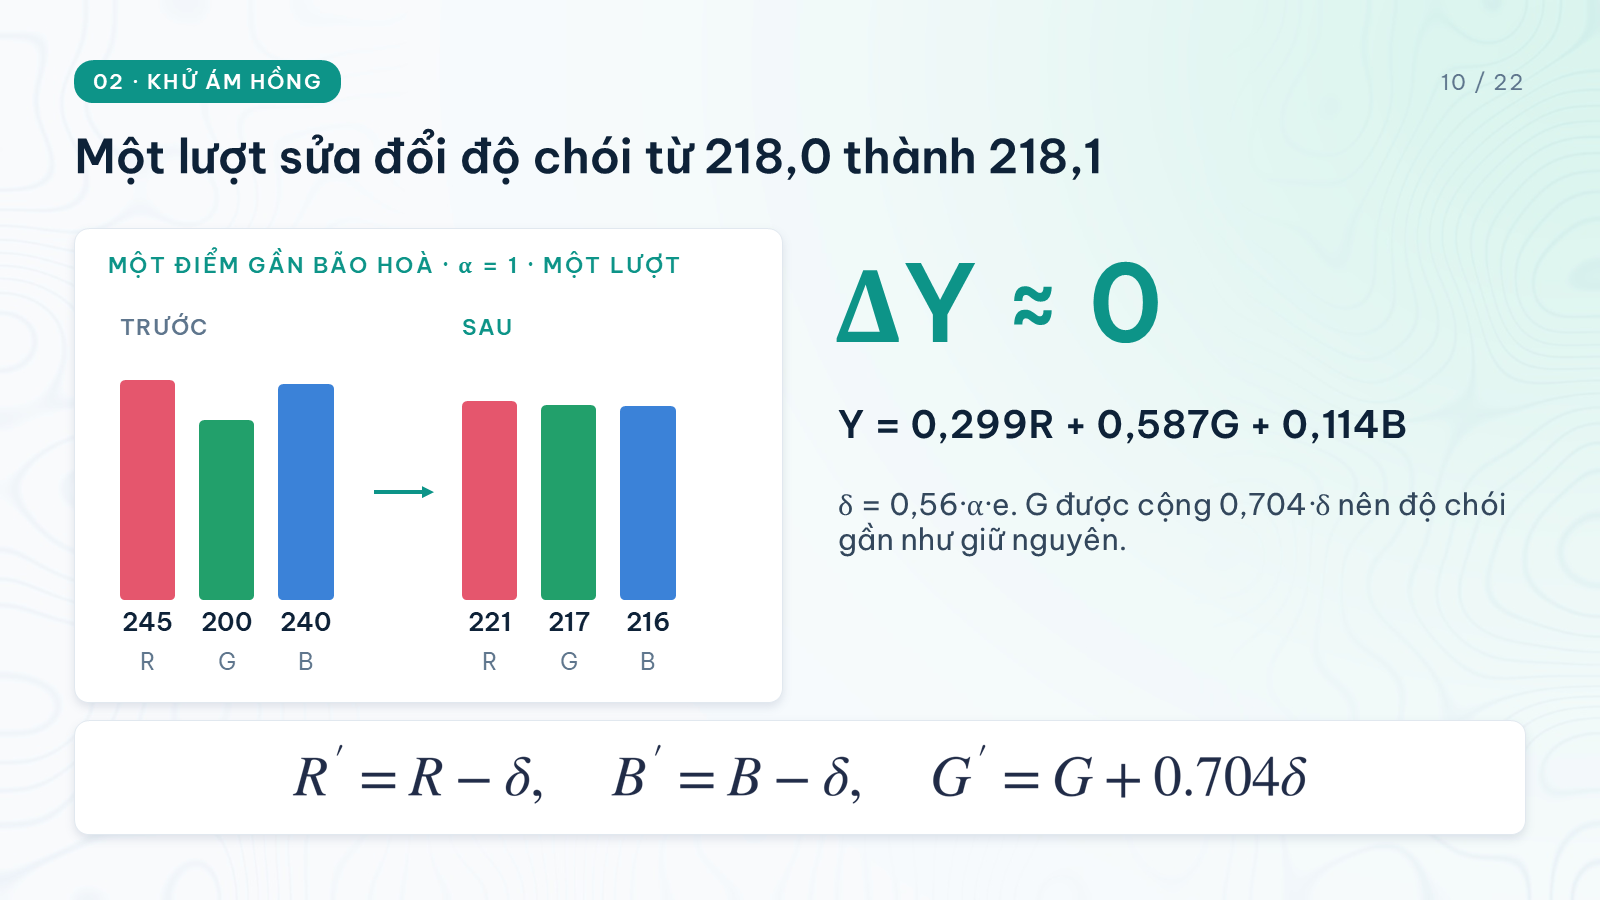 02 · KHỬ ÁM HỒNG
10 / 22
Một lượt sửa đổi độ chói từ 218,0 thành 218,1
MỘT ĐIỂM GẦN BÃO HOÀ · α = 1 · MỘT LƯỢT
TRƯỚC
SAU
245 200 240
R G B
221 217 216
R G B
ΔY ≈ 0
Y = 0,299R + 0,587G + 0,114B
δ = 0,56·α·e. G được cộng 0,704·δ nên độ chói
gần như giữ nguyên.
R′ = R − δ, B′ = B − δ, G′ = G + 0.704δ